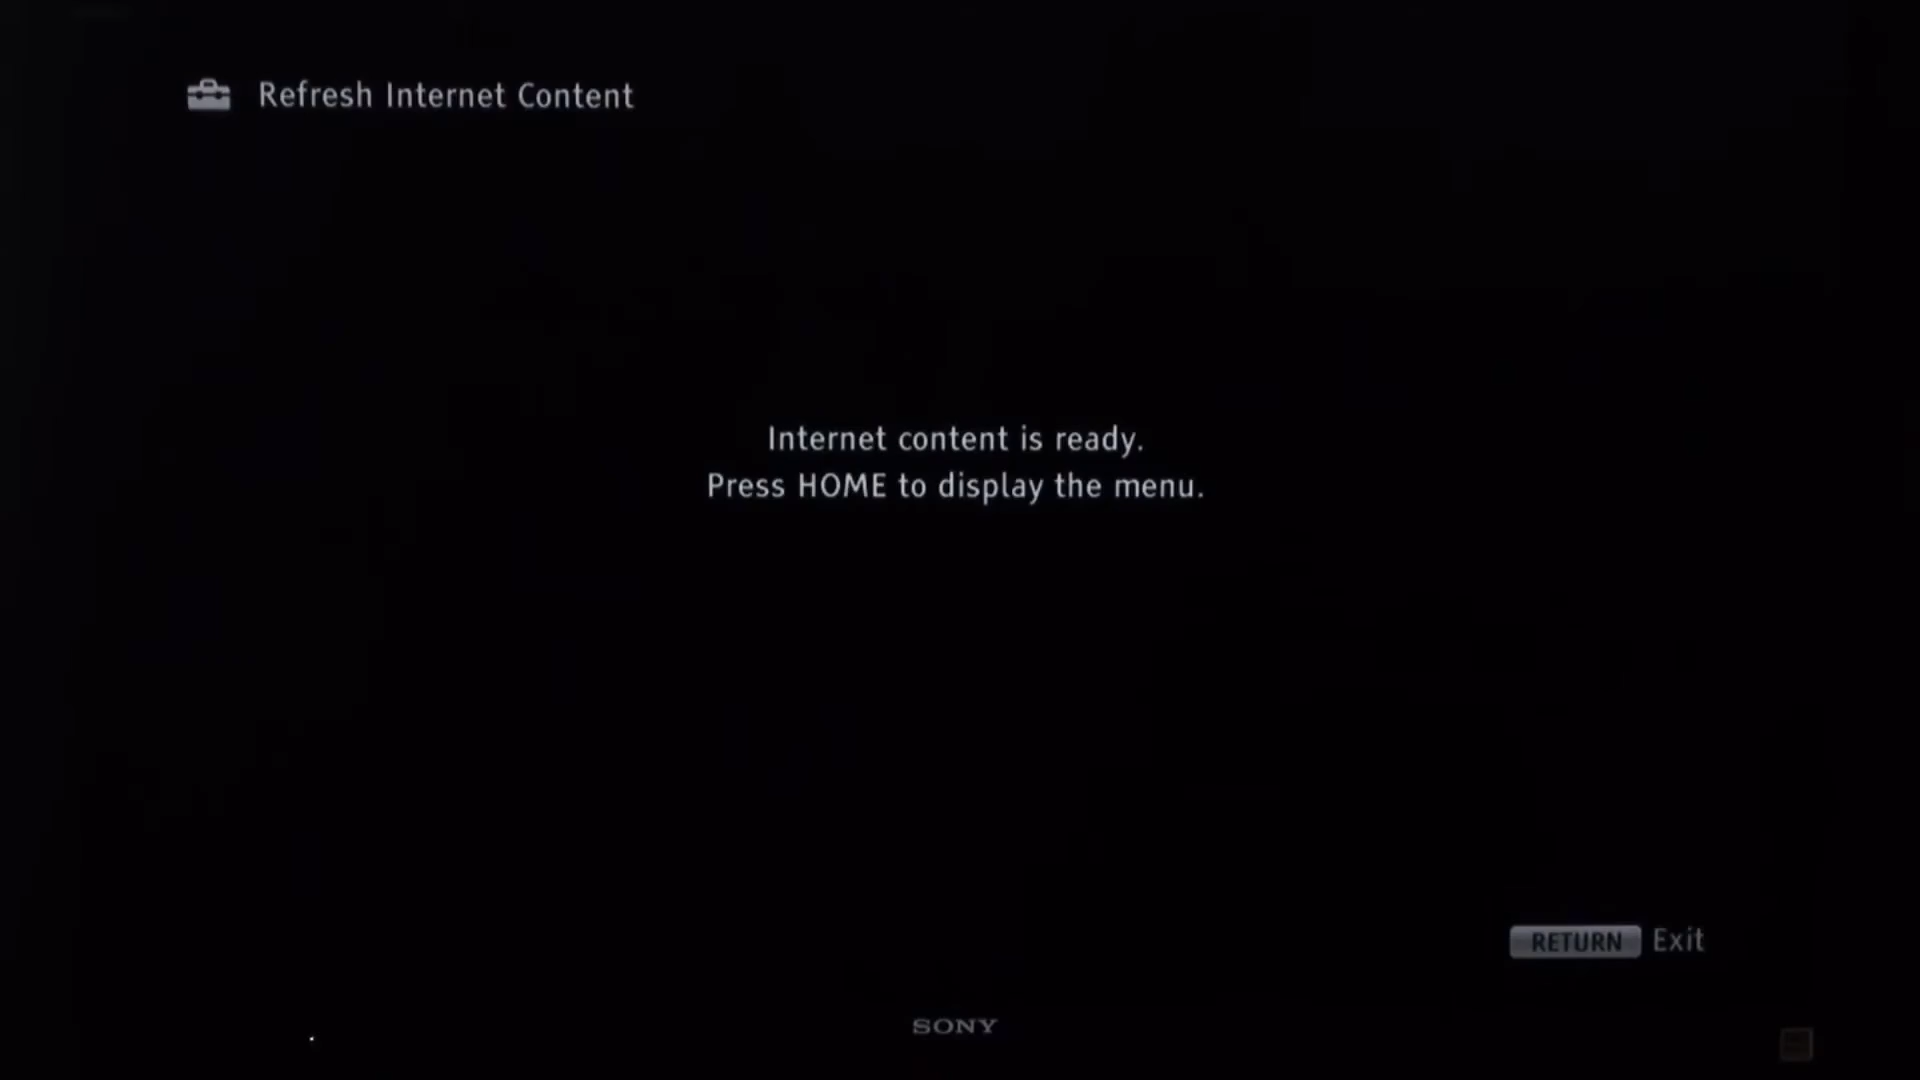 Refresh Internet Content
Internet content is ready.
Press HOME to display the menu.
RETURN Exit
SONY